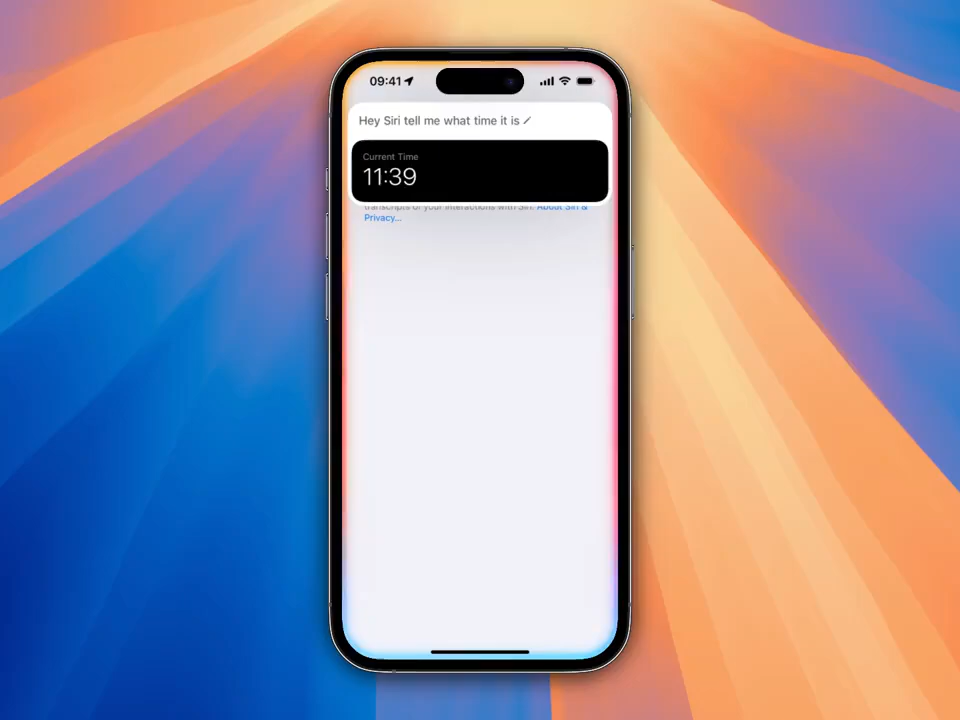 09:41
Hey Siri tell me what time it is
Current Time
11:39
transcripts of your interactions with Siri. About Siri &
Privacy...